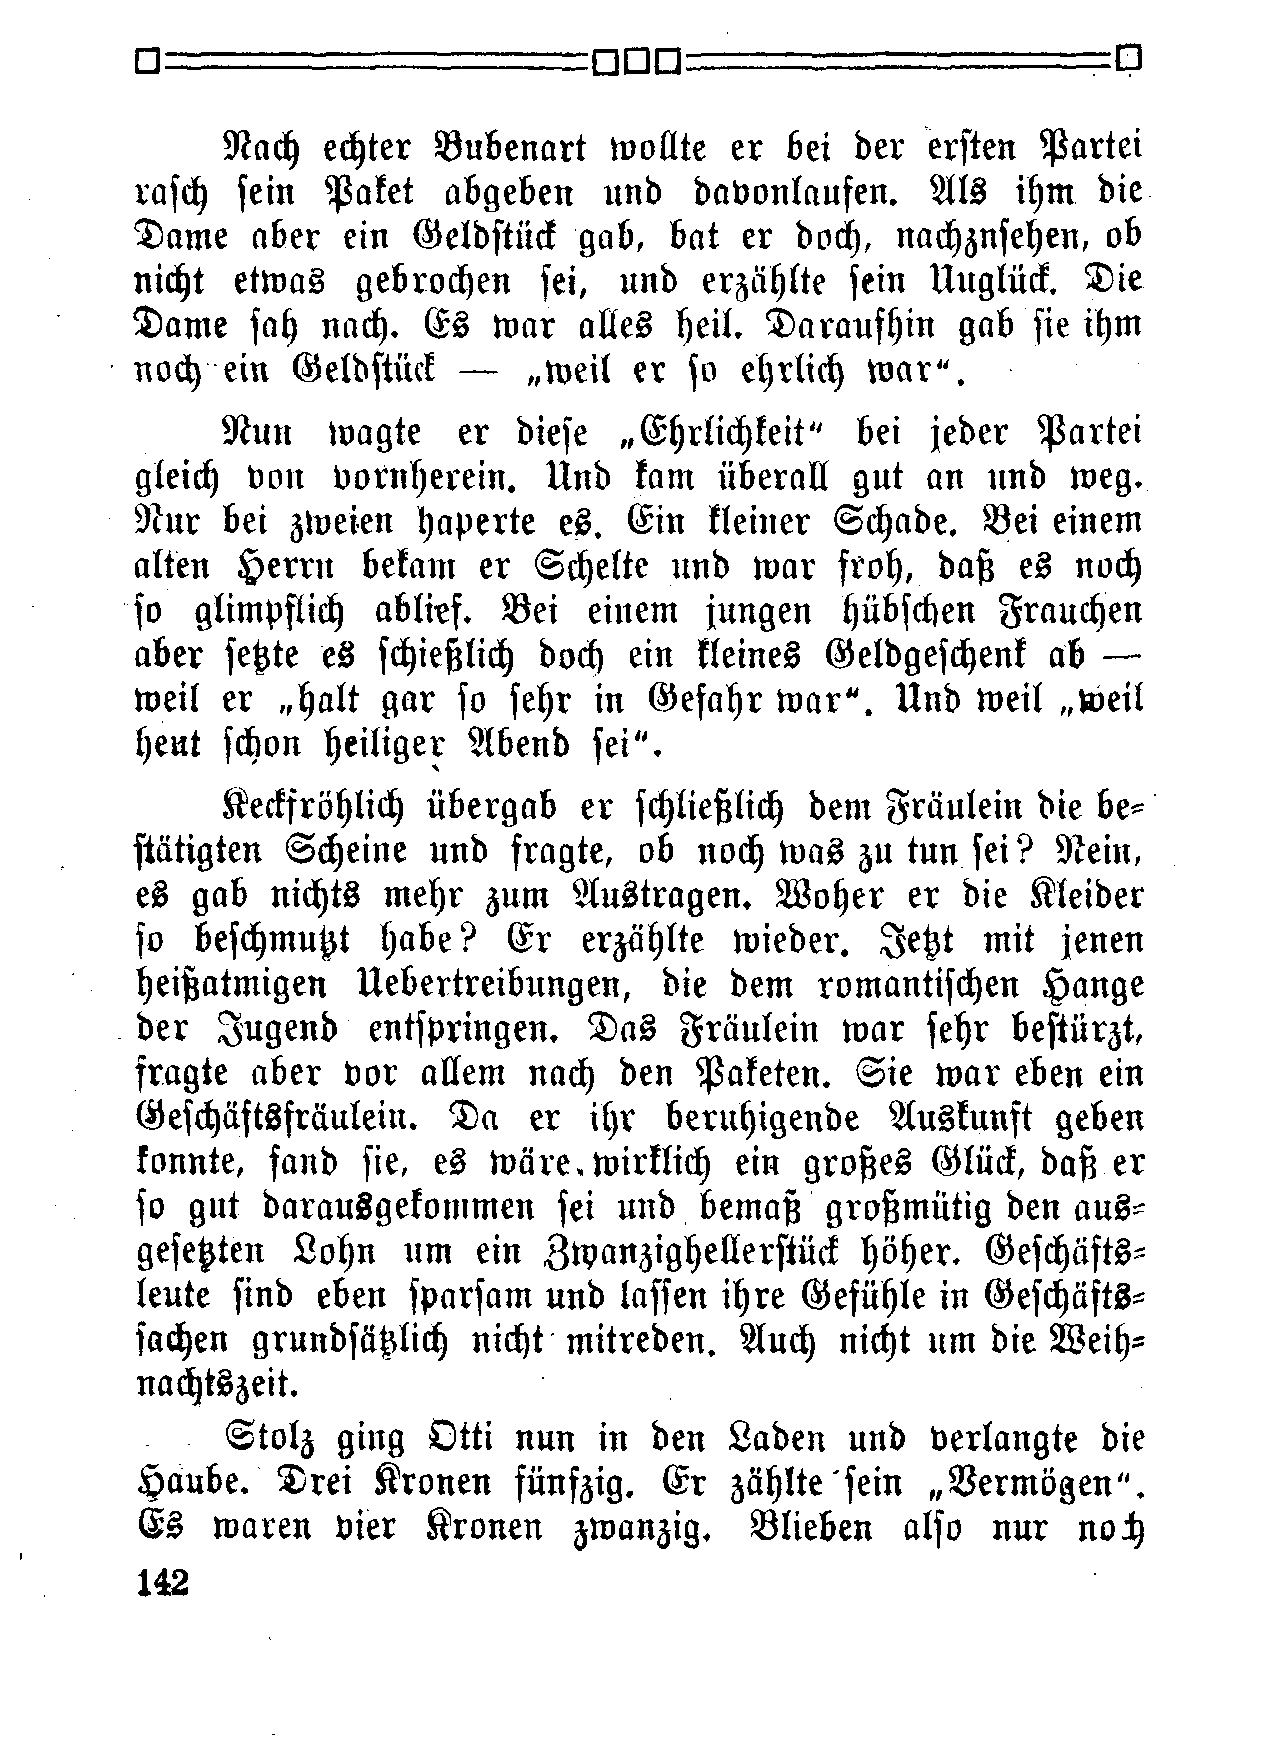 Nach echter Bubenart wollte er bei der ersten Partei
rasch sein Paket abgeben und davonlaufen. Als ihm die
Dame aber ein Geldstück gab, bat er doch, nachznsehen, ob
nicht etwas gebrochen sei, und erzählte sein Uuglück. Die
Dame sah nach. Es war alles heil. Daraufhin gab sie ihm
noch ein Geldstück — „weil er so ehrlich war“.
Nun wagte er diese „Ehrlichkeit“ bei jeder Partei
gleich von vornherein. Und kam überall gut an und weg.
Nur bei zweien haperte es. Ein kleiner Schade. Bei einem
alten Herrn bekam er Schelte und war froh, daß es noch
so glimpflich ablief. Bei einem jungen hübschen Frauchen
aber setzte es schießlich doch ein kleines Geldgeschenk ab —
weil er „halt gar so sehr in Gefahr war“. Und weil „weil
heut schon heiliger Abend sei“.
Keckfröhlich übergab er schließlich dem Fräulein die be-
stätigten Scheine und fragte, ob noch was zu tun sei? Nein,
es gab nichts mehr zum Austragen. Woher er die Kleider
so beschmutzt habe? Er erzählte wieder. Jetzt mit jenen
heißatmigen Uebertreibungen, die dem romantischen Hange
der Jugend entspringen. Das Fräulein war sehr bestürzt,
fragte aber vor allem nach den Paketen. Sie war eben ein
Geschäftsfräulein. Da er ihr beruhigende Auskunft geben
konnte, fand sie, es wäre wirklich ein großes Glück, daß er
so gut darausgekommen sei und bemaß großmütig den aus-
gesetzten Lohn um ein Zwanzighellerstück höher. Geschäfts-
leute sind eben sparsam und lassen ihre Gefühle in Geschäfts-
sachen grundsätzlich nicht mitreden. Auch nicht um die Weih-
nachtszeit.
Stolz ging Otti nun in den Laden und verlangte die
Haube. Drei Kronen fünfzig. Er zählte sein „Vermögen“.
Es waren vier Kronen zwanzig. Blieben also nur noch
142